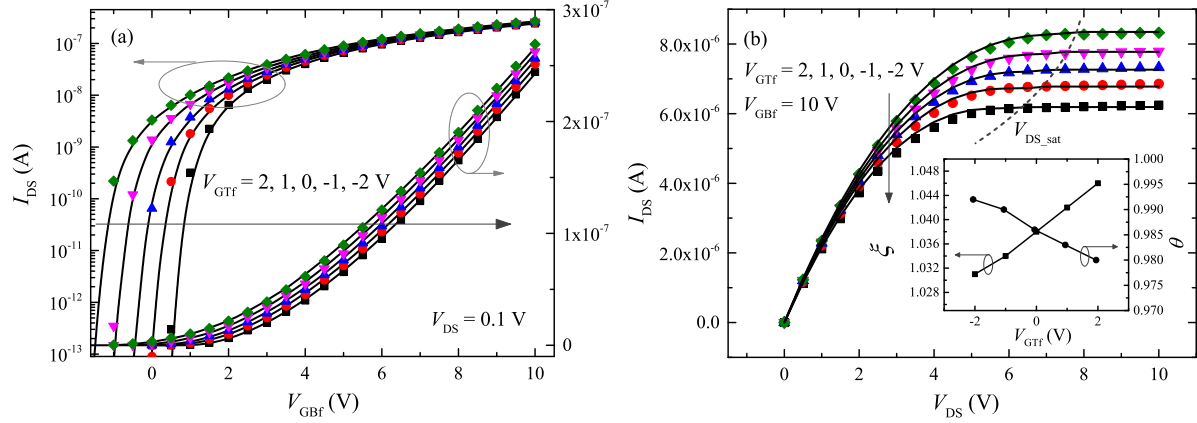 (a)
I_DS (A)
10^-7
10^-8
10^-9
10^-10
10^-11
10^-12
10^-13
V_GTf = 2, 1, 0, -1, -2 V
V_DS = 0.1 V
3x10^-7
2x10^-7
1x10^-7
0
0 2 4 6 8 10
V_GBf (V)
(b)
I_DS (A)
8.0x10^-6
6.0x10^-6
4.0x10^-6
2.0x10^-6
0.0
V_GTf = 2, 1, 0, -1, -2 V
V_GBf = 10 V
V_DS_sat
ξ
1.044
1.040
1.036
1.032
1.028
1.000
0.995
0.990
0.985
0.980
0.975
0.970
θ
-2 0 2
V_GTf (V)
0 2 4 6 8 10
V_DS (V)